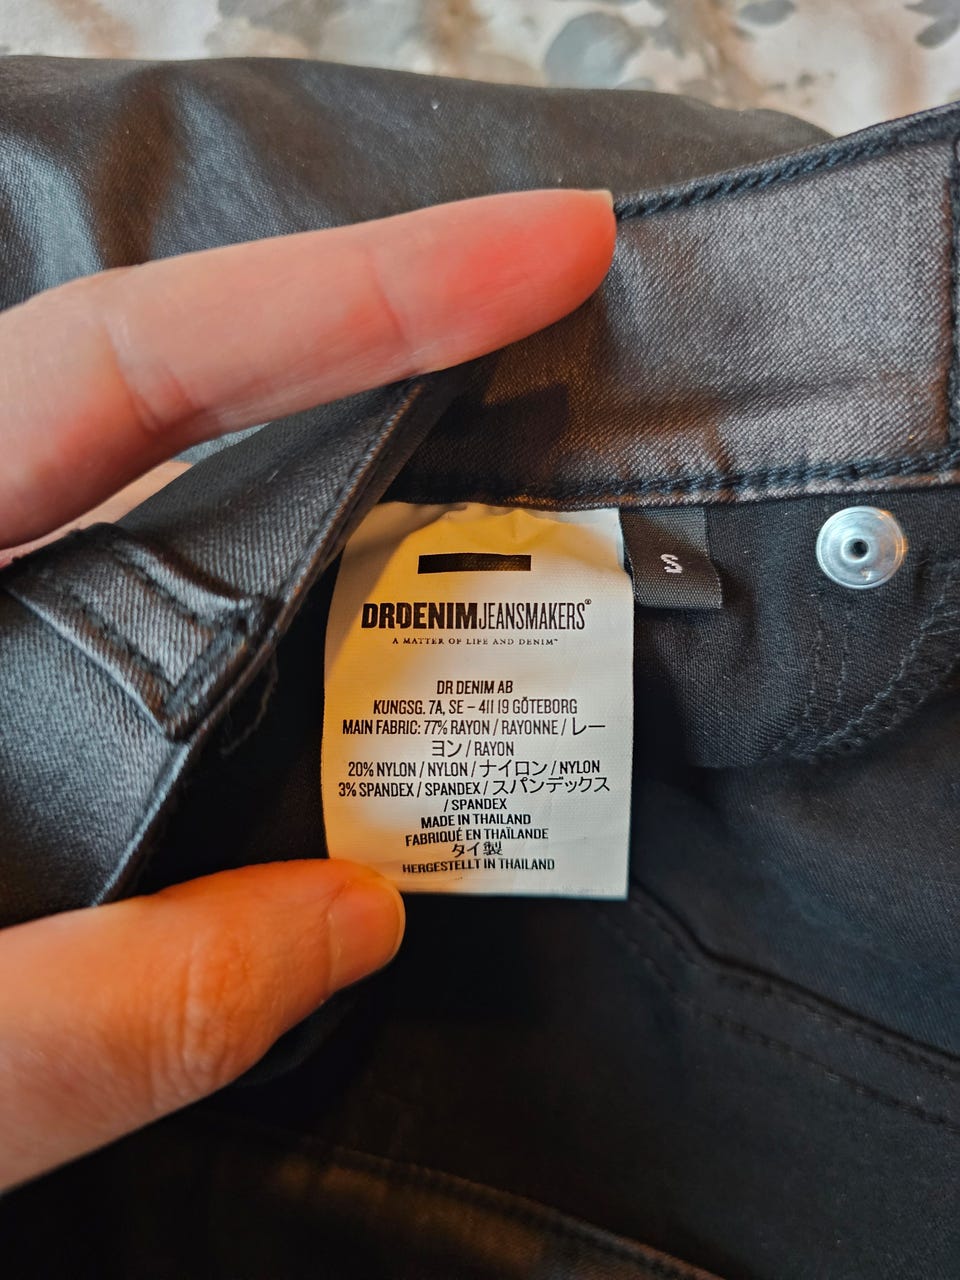 DRDENIMJEANSMAKERS®
A MATTER OF LIFE AND DENIM™
S
DR DENIM AB
KUNGSG. 7A, SE – 411 19 GÖTEBORG
MAIN FABRIC: 77% RAYON / RAYONNE / レー
ヨン / RAYON
20% NYLON / NYLON / ナイロン / NYLON
3% SPANDEX / SPANDEX / スパンデックス
/ SPANDEX
MADE IN THAILAND
FABRIQUÉ EN THAÏLANDE
タイ製
HERGESTELLT IN THAILAND